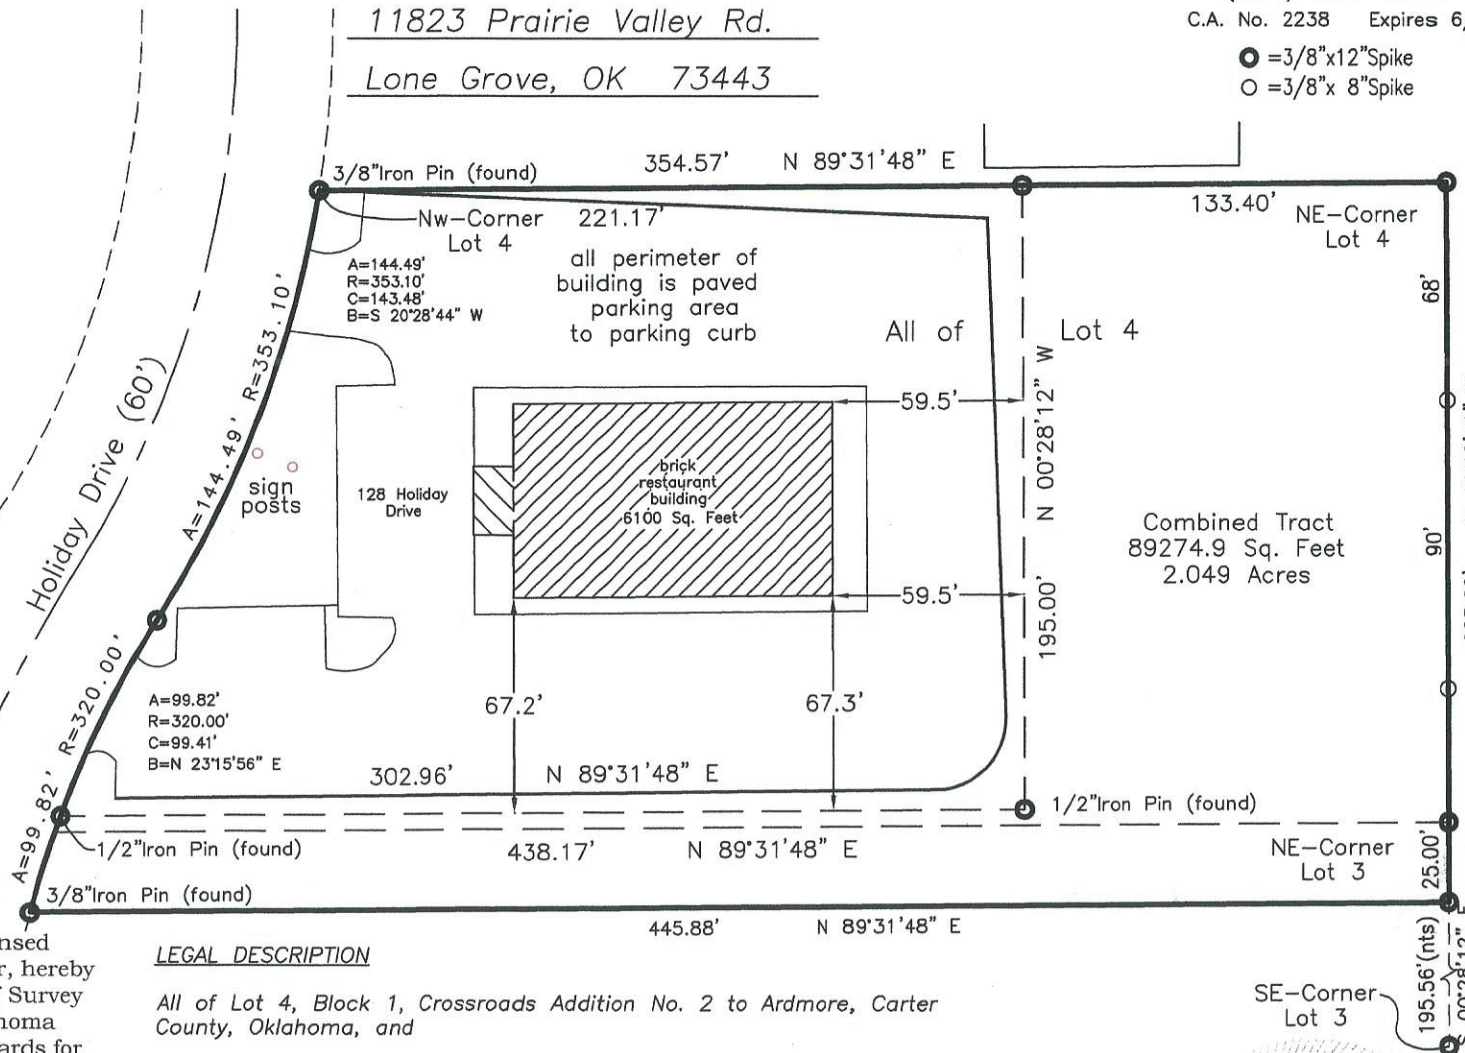 11823 Prairie Valley Rd.
Lone Grove, OK 73443
C.A. No. 2238 Expires 6,
=3/8"x12"Spike
=3/8"x 8"Spike
3/8"Iron Pin (found)
354.57' N 89°31'48" E
133.40'
Nw-Corner
Lot 4
221.17'
NE-Corner
Lot 4
A=144.49'
R=353.10'
C=143.48'
B=S 20°28'44" W
all perimeter of
building is paved
parking area
to parking curb
All of Lot 4
68'
Holiday Drive (60')
A=144.49' R=353.10'
59.5'
N 00°28'12" W
195.00'
sign
posts
128 Holiday
Drive
brick
restaurant
building
6100 Sq. Feet
Combined Tract
89274.9 Sq. Feet
2.049 Acres
90'
59.5'
A=99.82' R=320.00'
A=99.82'
R=320.00'
C=99.41'
B=N 23°15'56" E
67.2'
67.3'
302.96' N 89°31'48" E
1/2"Iron Pin (found)
1/2"Iron Pin (found)
438.17' N 89°31'48" E
NE-Corner
Lot 3
25.00'
3/8"Iron Pin (found)
445.88' N 89°31'48" E
195.56'(nts)
S 00°28'12" E
SE-Corner
Lot 3
nsed
r, hereby
f Survey
homa
ards for
LEGAL DESCRIPTION
All of Lot 4, Block 1, Crossroads Addition No. 2 to Ardmore, Carter
County, Oklahoma, and